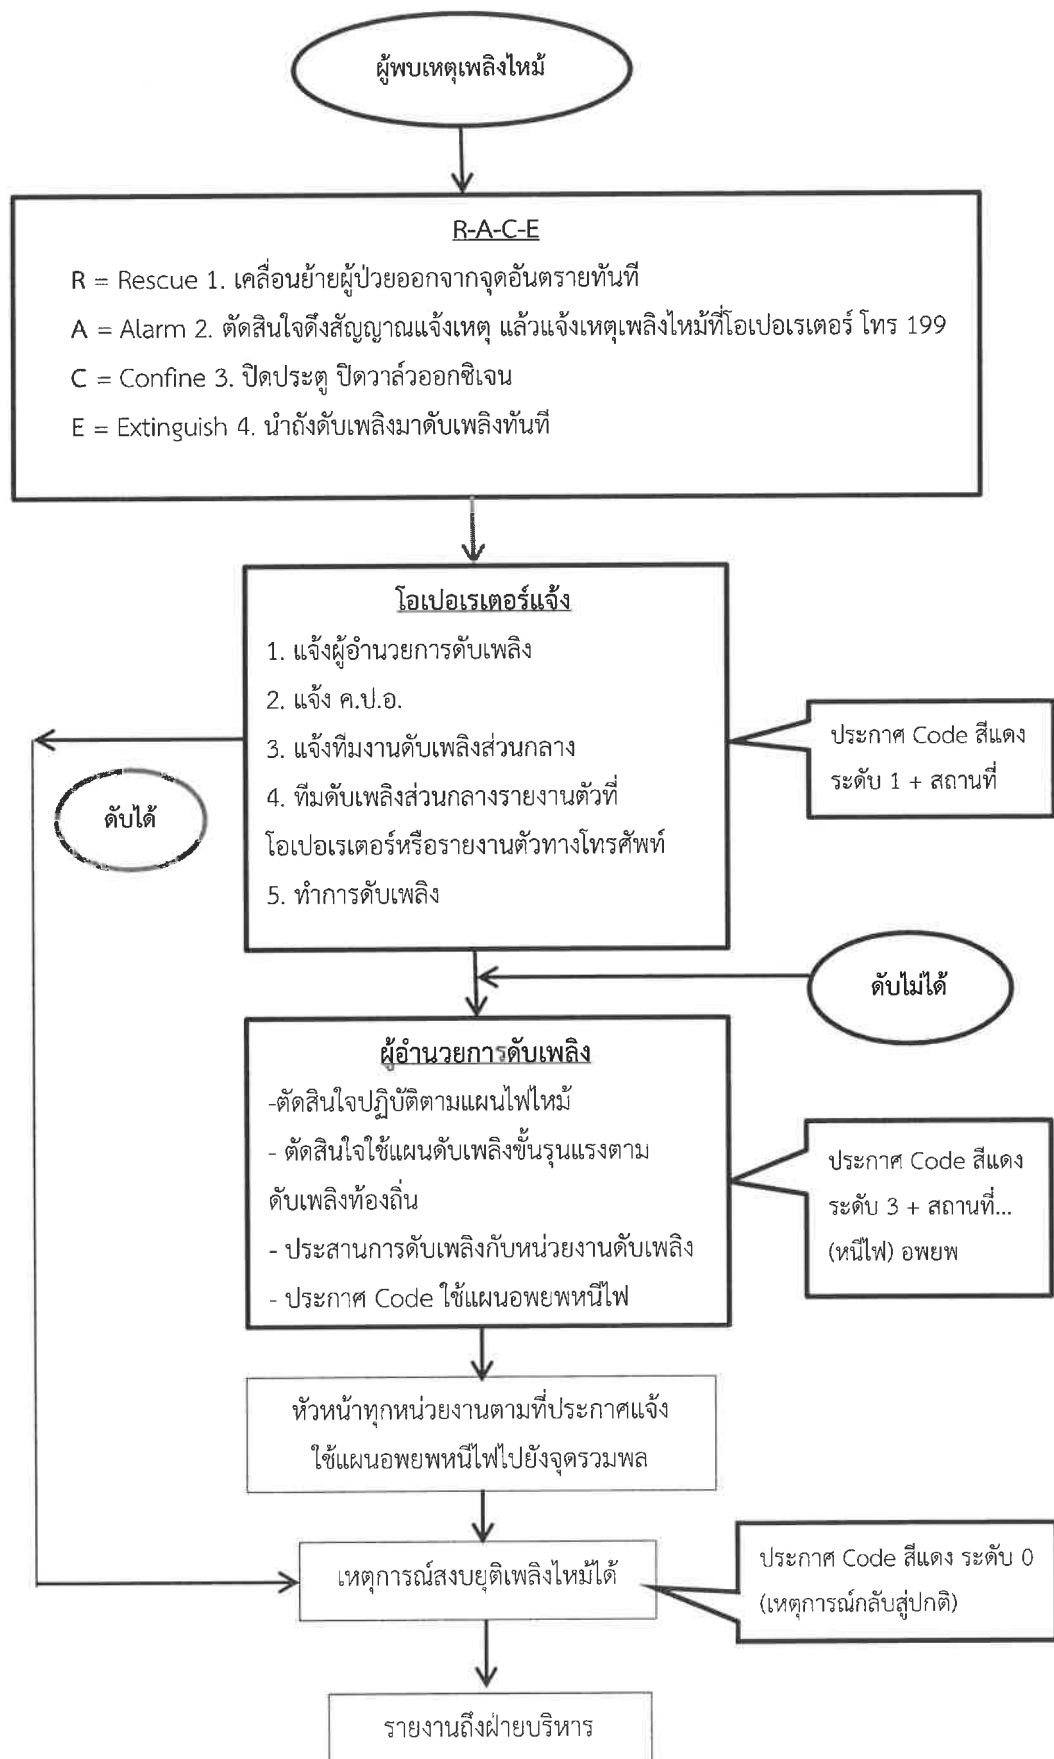 ผู้พบเหตุเพลิงไหม้
R-A-C-E
R = Rescue 1. เคลื่อนย้ายผู้ป่วยออกจากจุดอันตรายทันที
A = Alarm 2. ตัดสินใจดึงสัญญาณแจ้งเหตุ แล้วแจ้งเหตุเพลิงไหม้ที่โอเปอเรเตอร์ โทร 199
C = Confine 3. ปิดประตู ปิดวาล์วออกซิเจน
E = Extinguish 4. นำถังดับเพลิงมาดับเพลิงทันที
โอเปอเรเตอร์แจ้ง
1. แจ้งผู้อำนวยการดับเพลิง
2. แจ้ง ค.ป.อ.
3. แจ้งทีมงานดับเพลิงส่วนกลาง
4. ทีมดับเพลิงส่วนกลางรายงานตัวที่
โอเปอเรเตอร์หรือรายงานตัวทางโทรศัพท์
5. ทำการดับเพลิง
ประกาศ Code สีแดง
ระดับ 1 + สถานที่
ดับได้
ดับไม่ได้
ผู้อำนวยการดับเพลิง
-ตัดสินใจปฏิบัติตามแผนไฟไหม้
- ตัดสินใจใช้แผนดับเพลิงขั้นรุนแรงตาม
ดับเพลิงท้องถิ่น
- ประสานการดับเพลิงกับหน่วยงานดับเพลิง
- ประกาศ Code ใช้แผนอพยพหนีไฟ
ประกาศ Code สีแดง
ระดับ 3 + สถานที่...
(หนีไฟ) อพยพ
หัวหน้าทุกหน่วยงานตามที่ประกาศแจ้ง
ใช้แผนอพยพหนีไฟไปยังจุดรวมพล
เหตุการณ์สงบยุติเพลิงไหม้ได้
ประกาศ Code สีแดง ระดับ 0
(เหตุการณ์กลับสู่ปกติ)
รายงานถึงฝ่ายบริหาร